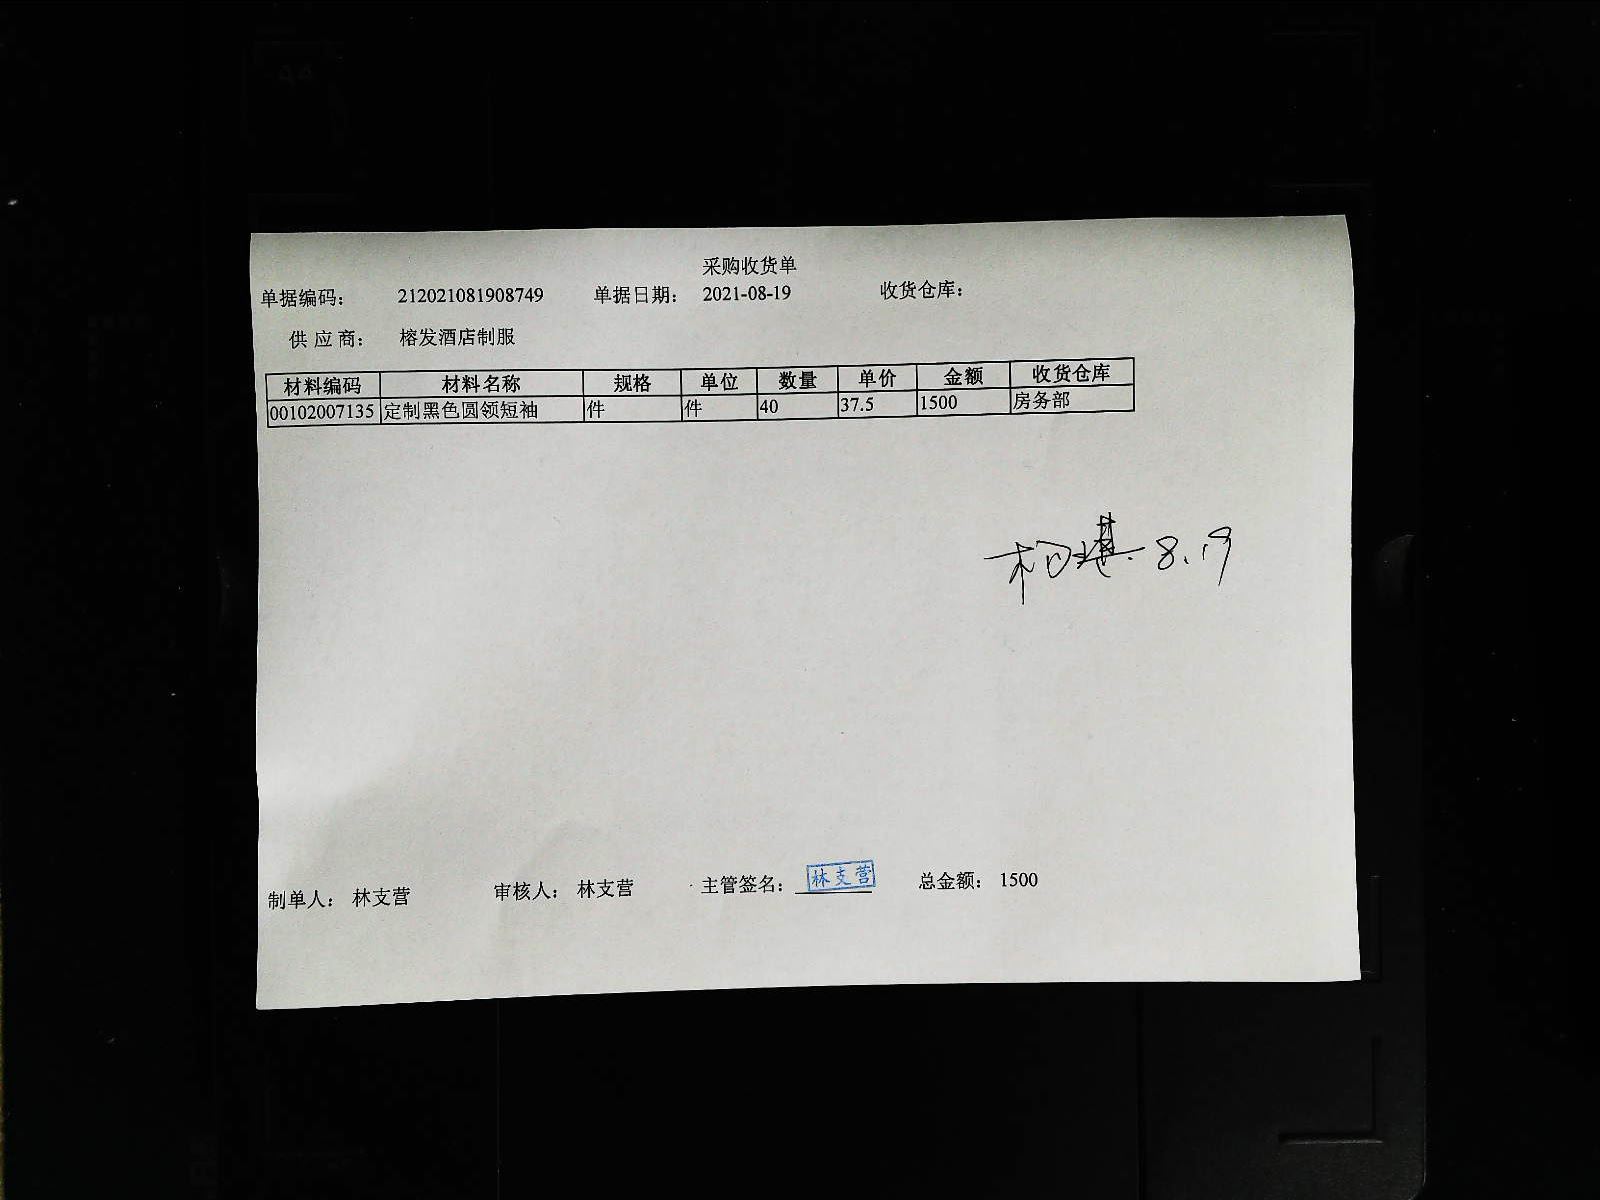 采购收货单
单据编码： 212021081908749 单据日期： 2021-08-19 收货仓库：
供应商： 榕发酒店制服
材料编码 材料名称 规格 单位 数量 单价 金额 收货仓库
00102007135 定制黑色圆领短袖 件 件 40 37.5 1500 房务部
8.19
制单人： 林支营 审核人： 林支营 主管签名： 林支营 总金额： 1500